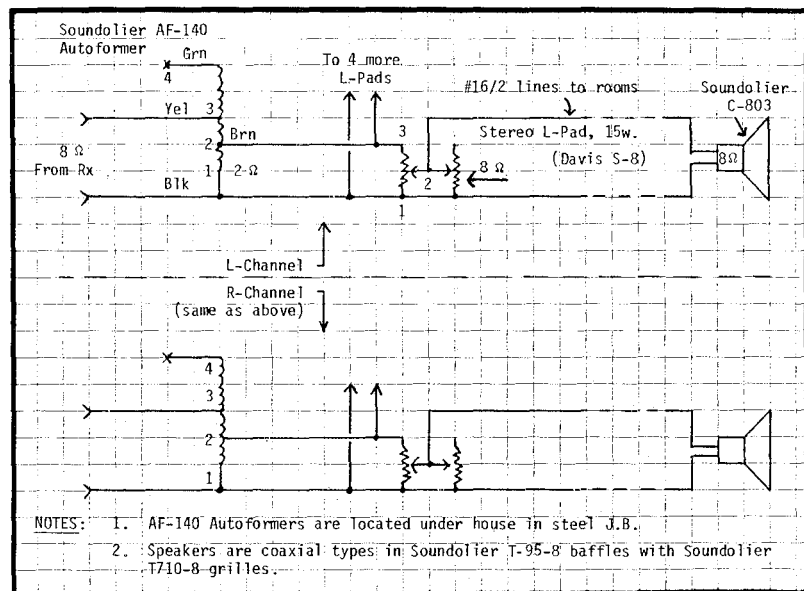 Soundolier AF-140
Autoformer
Grn
4
To 4 more
L-Pads
#16/2 lines to rooms
Soundolier
C-803
Yel
3
Brn
3
Stereo L-Pad, 15w.
2
(Davis S-8)
8 Ω
From Rx
1
2-Ω
2
8 Ω
8Ω
Blk
1
L-Channel
R-Channel
(same as above)
4
3
2
1
NOTES: 1. AF-140 Autoformers are located under house in steel J.B.
2. Speakers are coaxial types in Soundolier T-95-8 baffles with Soundolier
T710-8 grilles.